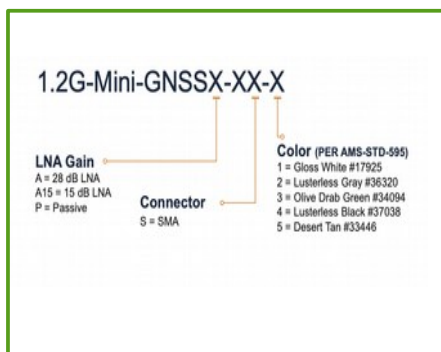 1.2G-Mini-GNSSX-XX-X
LNA Gain
A = 28 dB LNA
A15 = 15 dB LNA
P = Passive
Connector
S = SMA
Color (PER AMS-STD-595)
1 = Gloss White #17925
2 = Lusterless Gray #36320
3 = Olive Drab Green #34094
4 = Lusterless Black #37038
5 = Desert Tan #33446